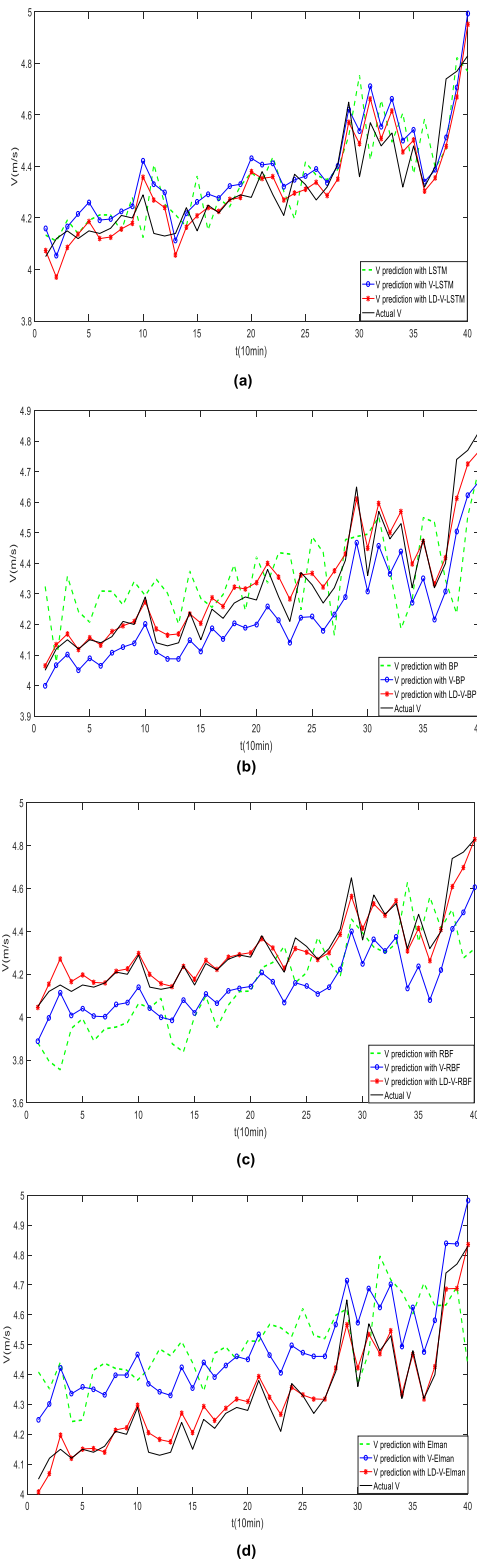 5
4.8
4.6
4.4
4.2
4
3.8
V(m/s)
V prediction with LSTM
V prediction with V-LSTM
V prediction with LD-V-LSTM
Actual V
0 5 10 15 20 25 30 35 40
t(10min)
(a)
4.9
4.8
4.7
4.6
4.5
4.4
4.3
4.2
4.1
4
3.9
V(m/s)
V prediction with BP
V prediction with V-BP
V prediction with LD-V-BP
Actual V
0 5 10 15 20 25 30 35 40
t(10min)
(b)
5
4.8
4.6
4.4
4.2
4
3.8
3.6
V(m/s)
V prediction with RBF
V prediction with V-RBF
V prediction with LD-V-RBF
Actual V
0 5 10 15 20 25 30 35 40
t(10min)
(c)
5
4.9
4.8
4.7
4.6
4.5
4.4
4.3
4.2
4.1
4
V(m/s)
V prediction with Elman
V prediction with V-Elman
V prediction with LD-V-Elman
Actual V
0 5 10 15 20 25 30 35 40
t(10min)
(d)